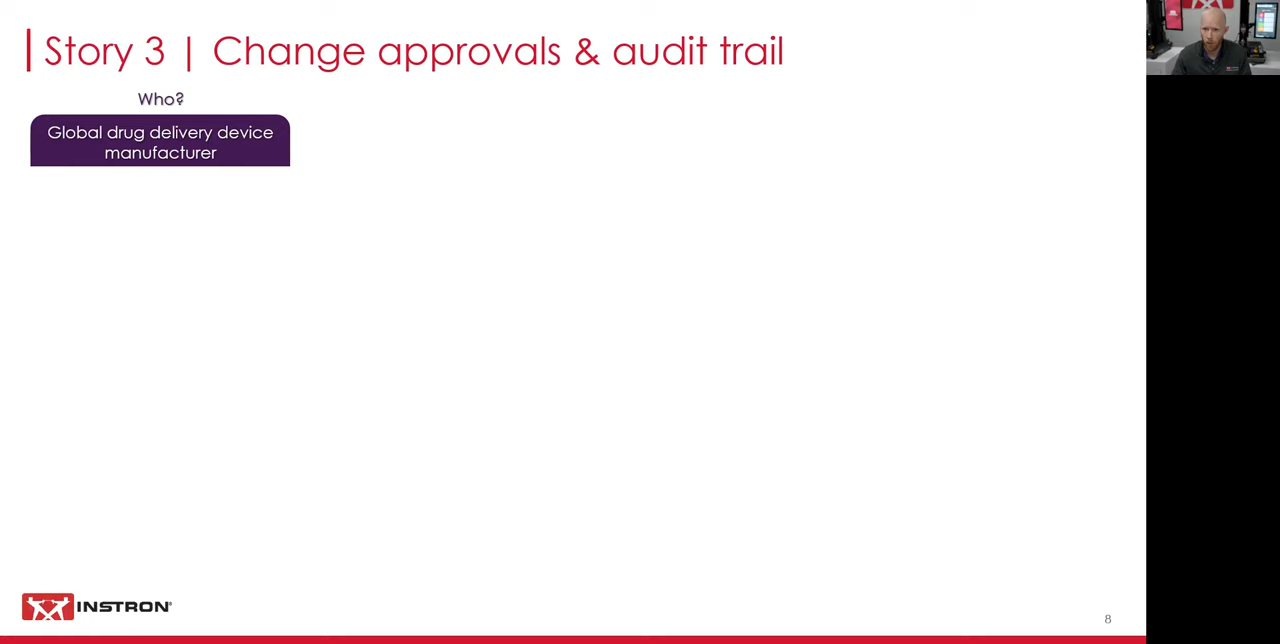 Story 3 | Change approvals & audit trail
Who?
Global drug delivery device
manufacturer
INSTRON®
8